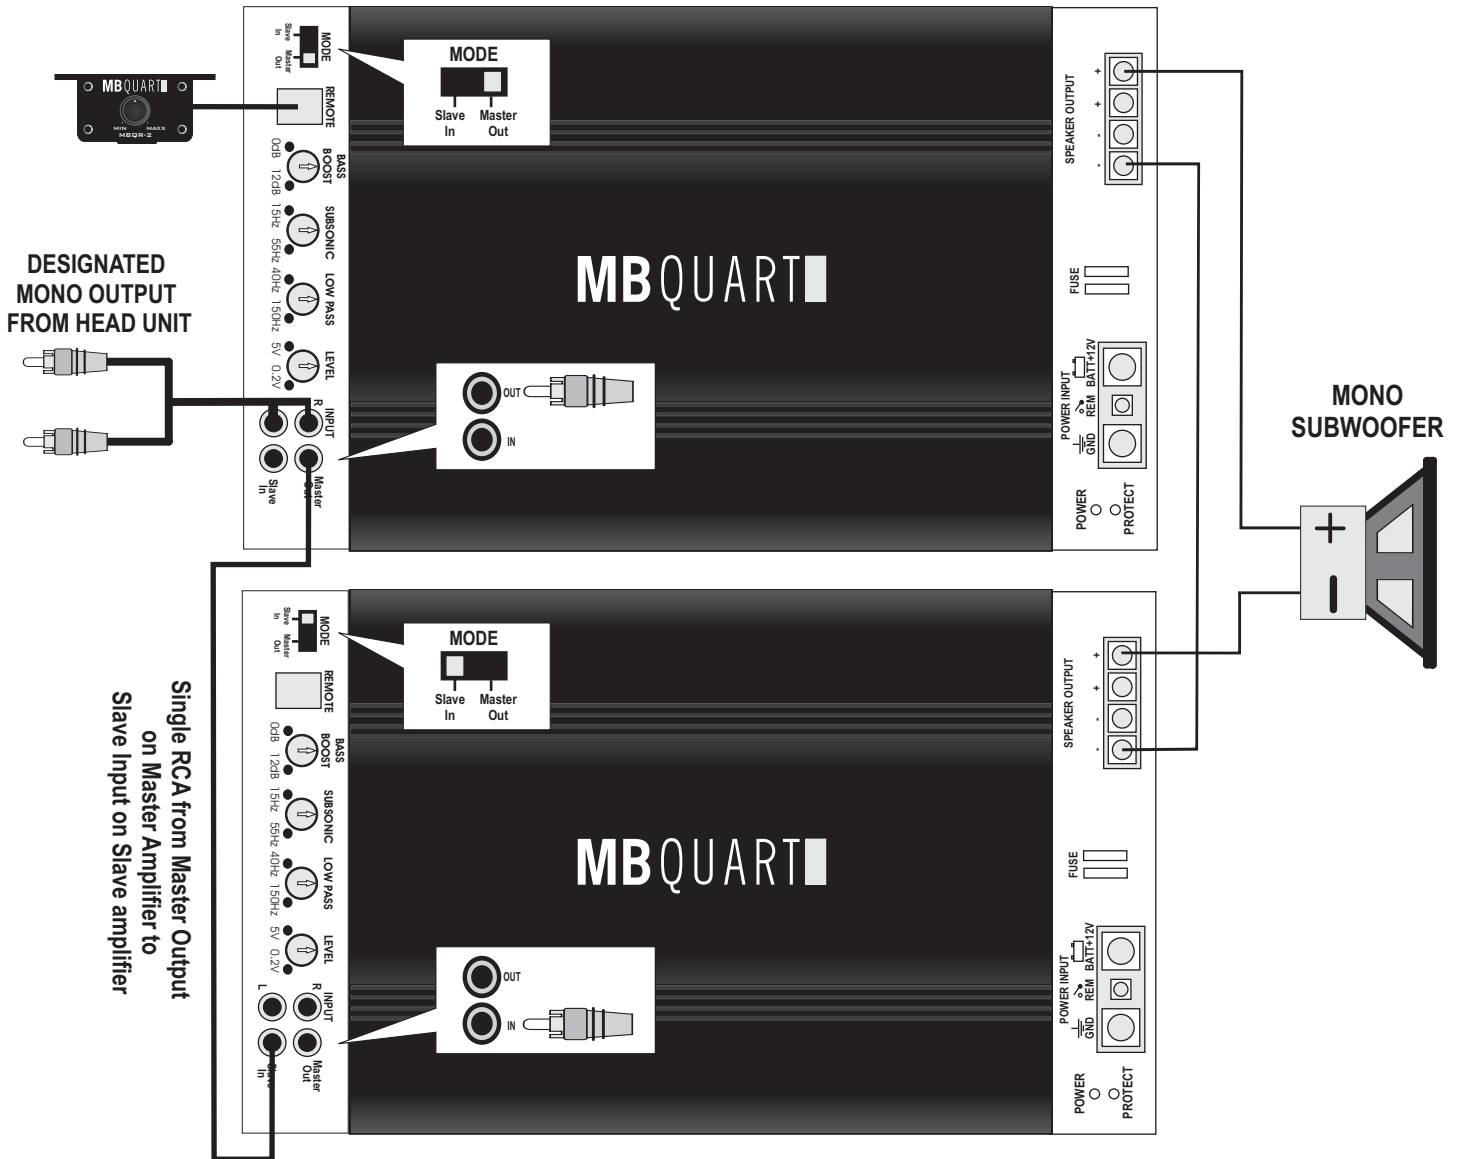 Slave
In
Master
Out
MODE
MODE
Slave
In
Master
Out
REMOTE
MBQUART
MIN
MAXX
MBQR-2
BASS
BOOST
0dB
12dB
SUBSONIC
15Hz
55Hz
LOW PASS
40Hz
150Hz
LEVEL
5V
0.2V
R
INPUT
Slave
In
Master
OUT
IN
DESIGNATED
MONO OUTPUT
FROM HEAD UNIT
MBQUART
SPEAKER OUTPUT
+
+
-
-
FUSE
POWER INPUT
BATT+12V
REM
GND
POWER
PROTECT
MONO
SUBWOOFER
+
-
Slave
In
Master
Out
MODE
MODE
Slave
In
Master
Out
REMOTE
BASS
BOOST
0dB
12dB
SUBSONIC
15Hz
55Hz
LOW PASS
40Hz
150Hz
LEVEL
5V
0.2V
L
R
INPUT
Slave
In
Master
Out
OUT
IN
Single RCA from Master Output
on Master Amplifier to
Slave Input on Slave amplifier
MBQUART
SPEAKER OUTPUT
+
+
-
-
FUSE
POWER INPUT
BATT+12V
REM
GND
POWER
PROTECT